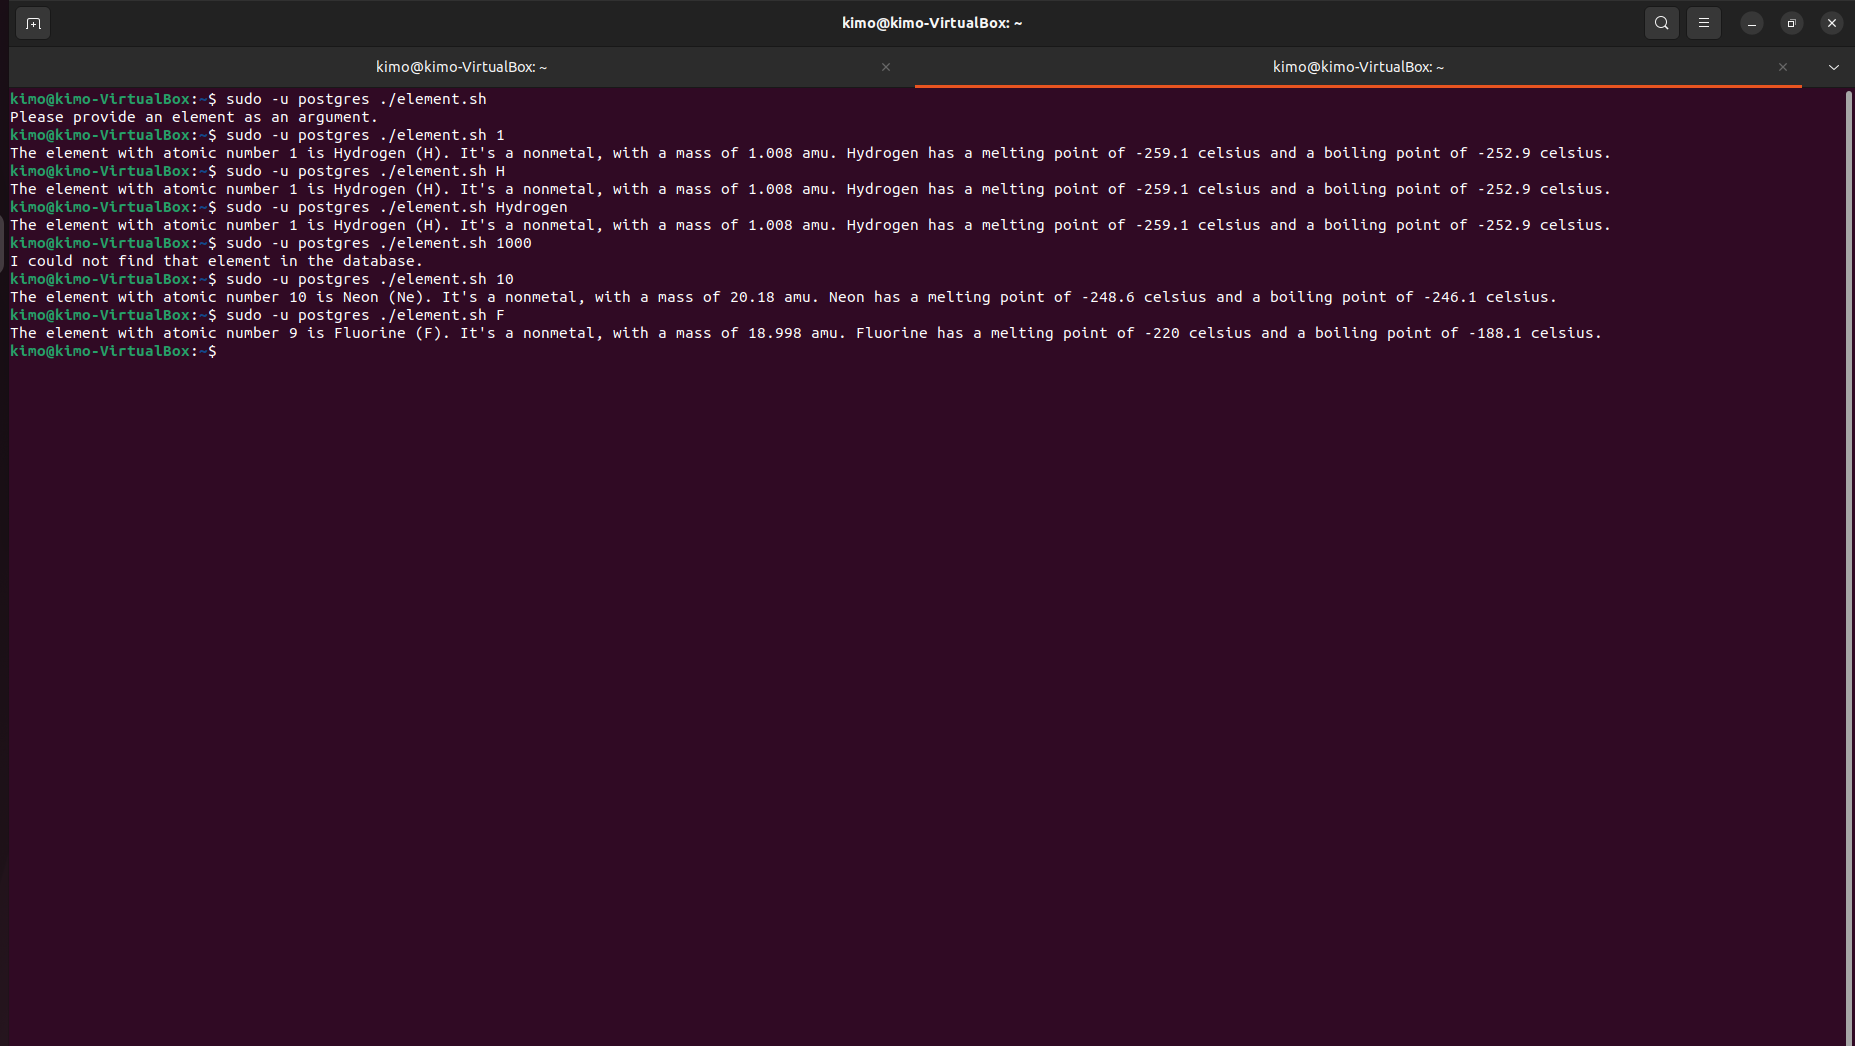 kimo@kimo-VirtualBox: ~
kimo@kimo-VirtualBox: ~
kimo@kimo-VirtualBox: ~
kimo@kimo-VirtualBox:~$ sudo -u postgres ./element.sh
Please provide an element as an argument.
kimo@kimo-VirtualBox:~$ sudo -u postgres ./element.sh 1
The element with atomic number 1 is Hydrogen (H). It's a nonmetal, with a mass of 1.008 amu. Hydrogen has a melting point of -259.1 celsius and a boiling point of -252.9 celsius.
kimo@kimo-VirtualBox:~$ sudo -u postgres ./element.sh H
The element with atomic number 1 is Hydrogen (H). It's a nonmetal, with a mass of 1.008 amu. Hydrogen has a melting point of -259.1 celsius and a boiling point of -252.9 celsius.
kimo@kimo-VirtualBox:~$ sudo -u postgres ./element.sh Hydrogen
The element with atomic number 1 is Hydrogen (H). It's a nonmetal, with a mass of 1.008 amu. Hydrogen has a melting point of -259.1 celsius and a boiling point of -252.9 celsius.
kimo@kimo-VirtualBox:~$ sudo -u postgres ./element.sh 1000
I could not find that element in the database.
kimo@kimo-VirtualBox:~$ sudo -u postgres ./element.sh 10
The element with atomic number 10 is Neon (Ne). It's a nonmetal, with a mass of 20.18 amu. Neon has a melting point of -248.6 celsius and a boiling point of -246.1 celsius.
kimo@kimo-VirtualBox:~$ sudo -u postgres ./element.sh F
The element with atomic number 9 is Fluorine (F). It's a nonmetal, with a mass of 18.998 amu. Fluorine has a melting point of -220 celsius and a boiling point of -188.1 celsius.
kimo@kimo-VirtualBox:~$